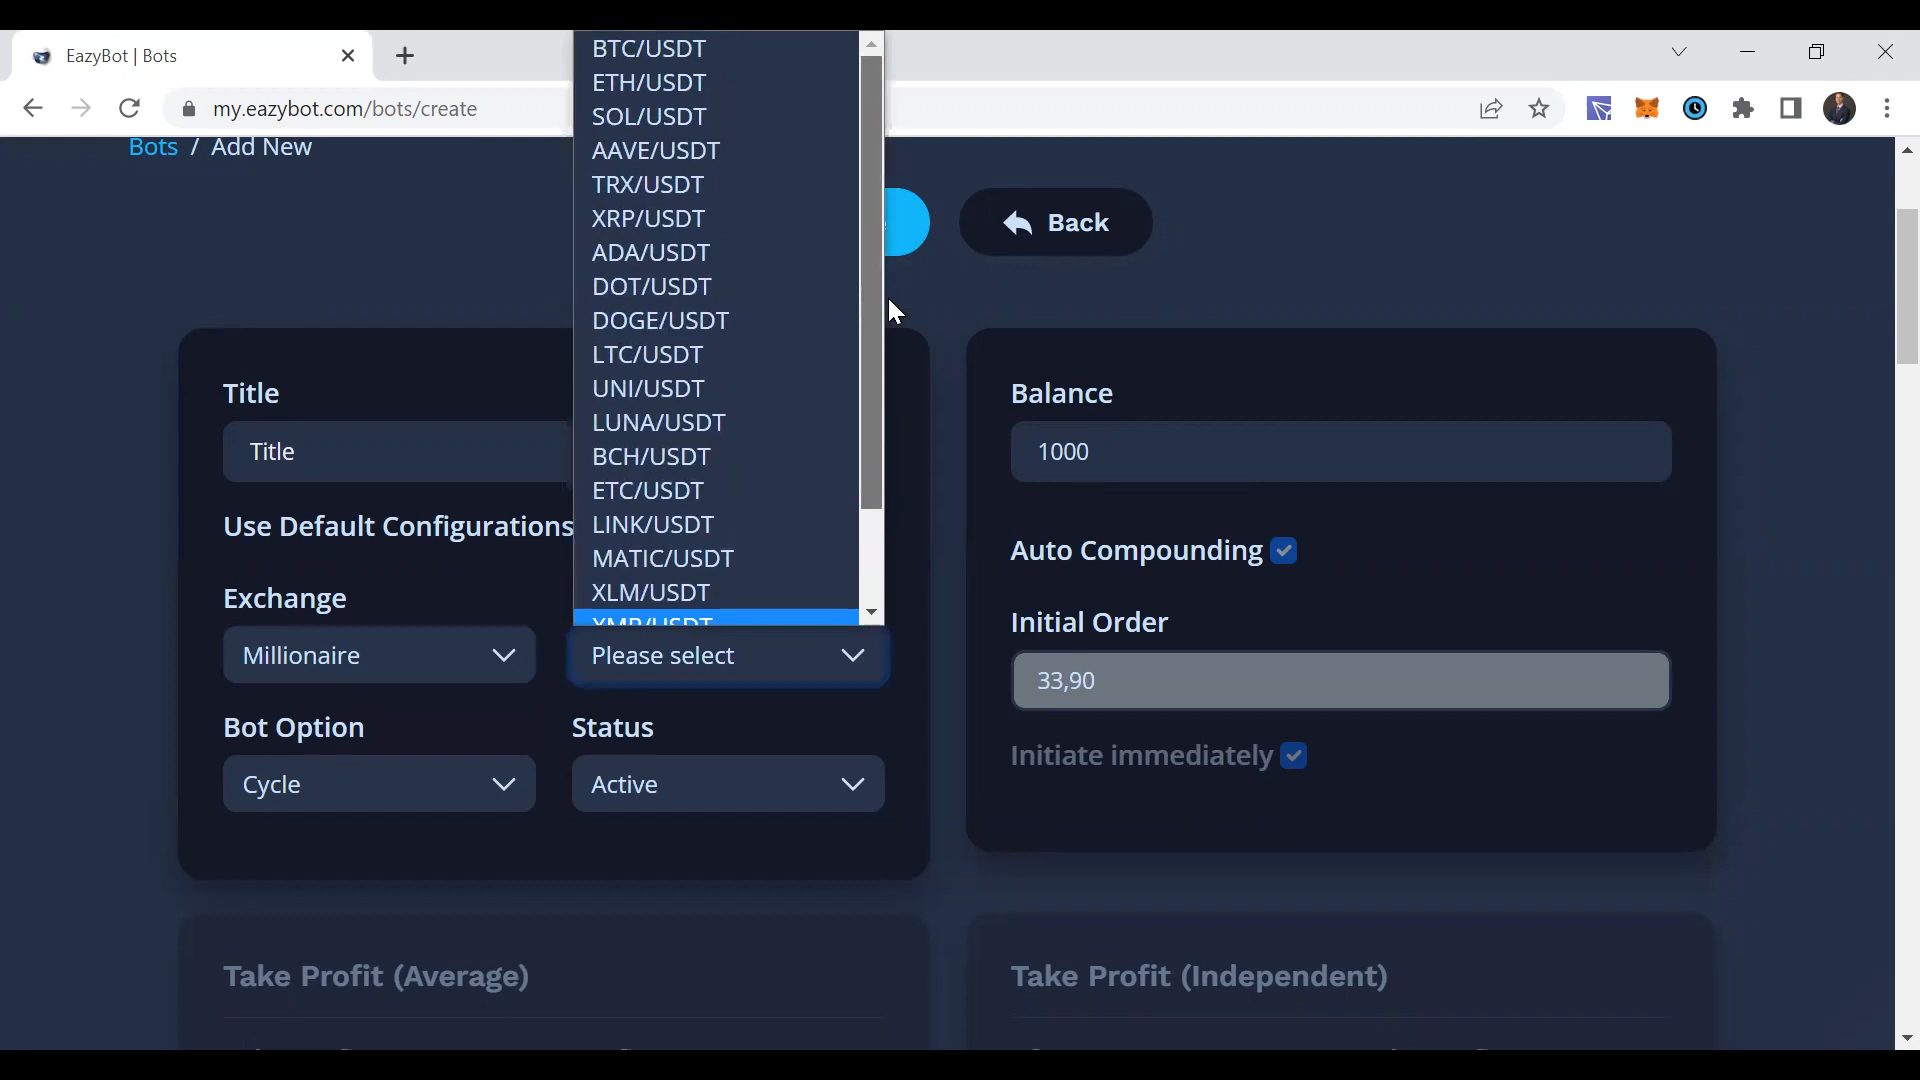 EazyBot | Bots
my.eazybot.com/bots/create
Bots / Add New
Back
BTC/USDT
ETH/USDT
SOL/USDT
AAVE/USDT
TRX/USDT
XRP/USDT
ADA/USDT
DOT/USDT
DOGE/USDT
LTC/USDT
UNI/USDT
LUNA/USDT
BCH/USDT
ETC/USDT
LINK/USDT
MATIC/USDT
XLM/USDT
XMR/USDT
Title
Title
Use Default Configurations
Exchange
Millionaire
Please select
Bot Option
Status
Cycle
Active
Balance
1000
Auto Compounding
Initial Order
33,90
Initiate immediately
Take Profit (Average)
Take Profit (Independent)